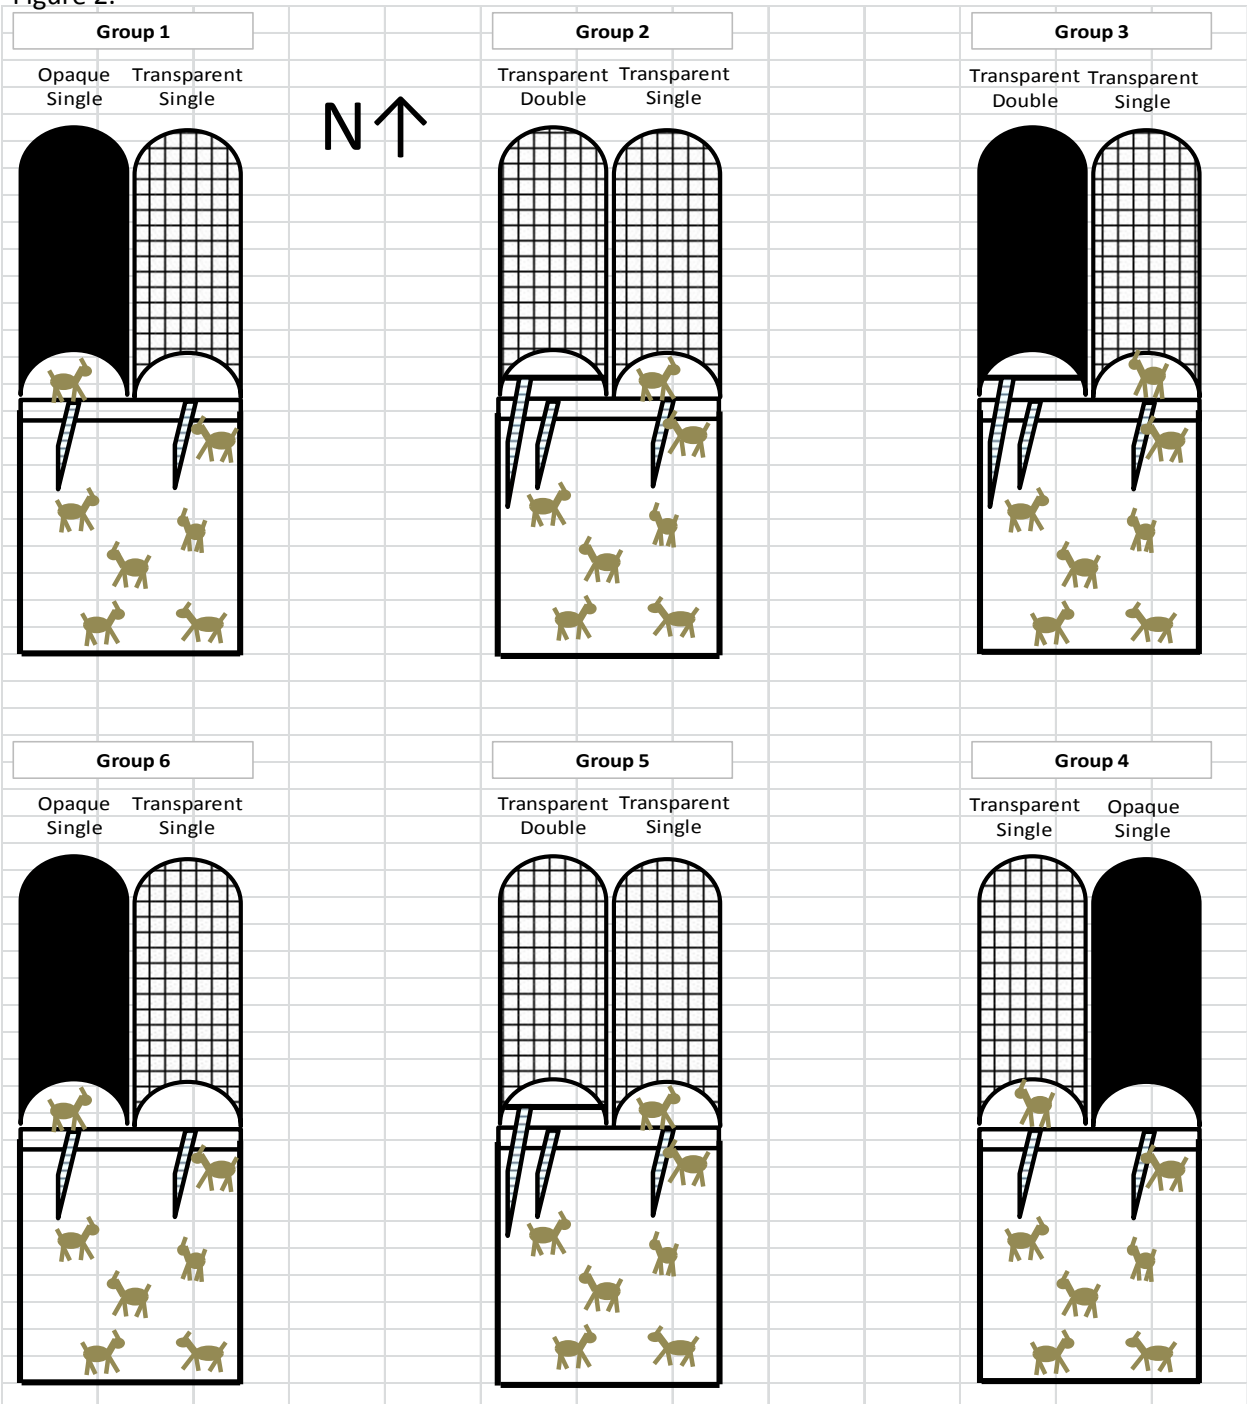 Figure 2.
Group 1
Group 2
Group 3
Opaque Single
Transparent Single
N
Transparent Double
Transparent Single
Transparent Double
Transparent Single
Group 6
Group 5
Group 4
Opaque Single
Transparent Single
Transparent Double
Transparent Single
Transparent Single
Opaque Single